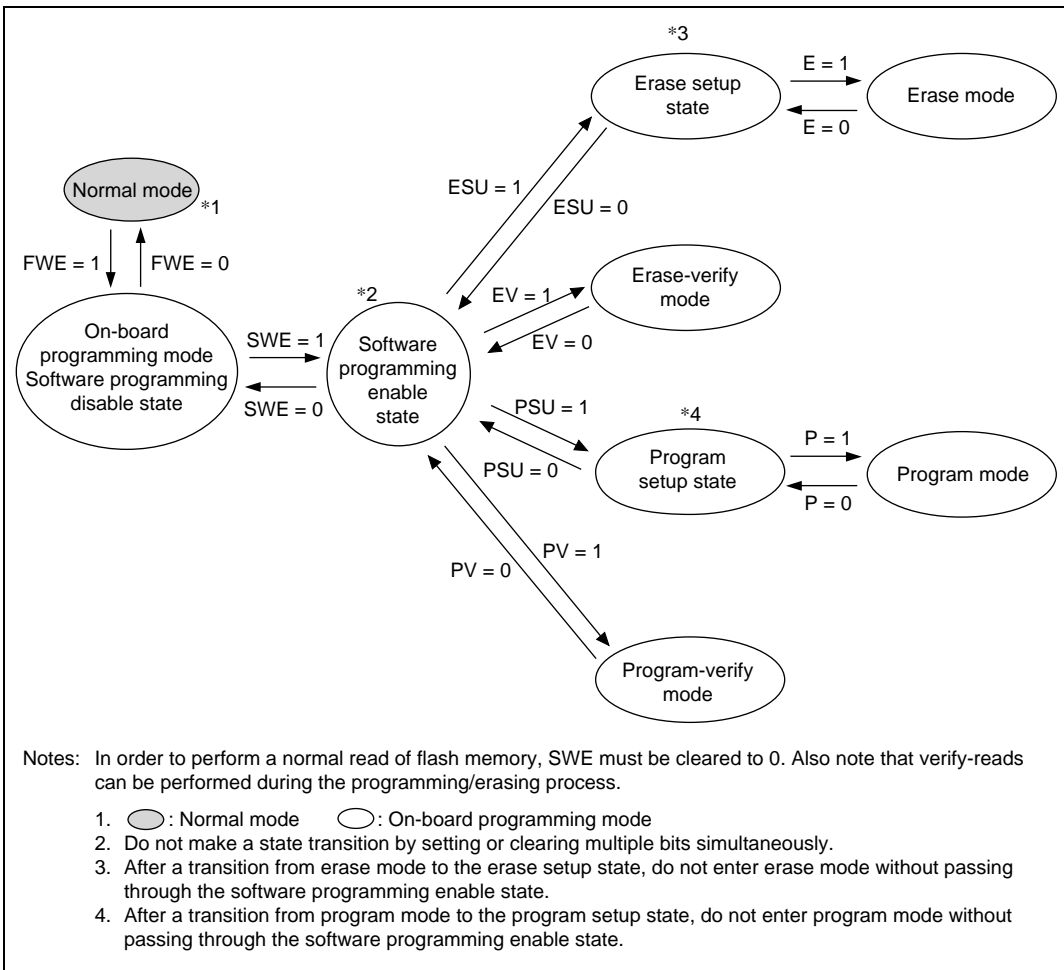 *3
Erase setup
state
E = 1
E = 0
Erase mode
Normal mode
*1
ESU = 1
ESU = 0
FWE = 1
FWE = 0
Erase-verify
mode
*2
EV = 1
EV = 0
On-board
programming mode
Software programming
disable state
SWE = 1
SWE = 0
Software
programming
enable
state
PSU = 1
PSU = 0
*4
Program
setup state
P = 1
P = 0
Program mode
PV = 1
PV = 0
Program-verify
mode
Notes: In order to perform a normal read of flash memory, SWE must be cleared to 0. Also note that verify-reads
can be performed during the programming/erasing process.
1. : Normal mode : On-board programming mode
2. Do not make a state transition by setting or clearing multiple bits simultaneously.
3. After a transition from erase mode to the erase setup state, do not enter erase mode without passing
through the software programming enable state.
4. After a transition from program mode to the program setup state, do not enter program mode without
passing through the software programming enable state.